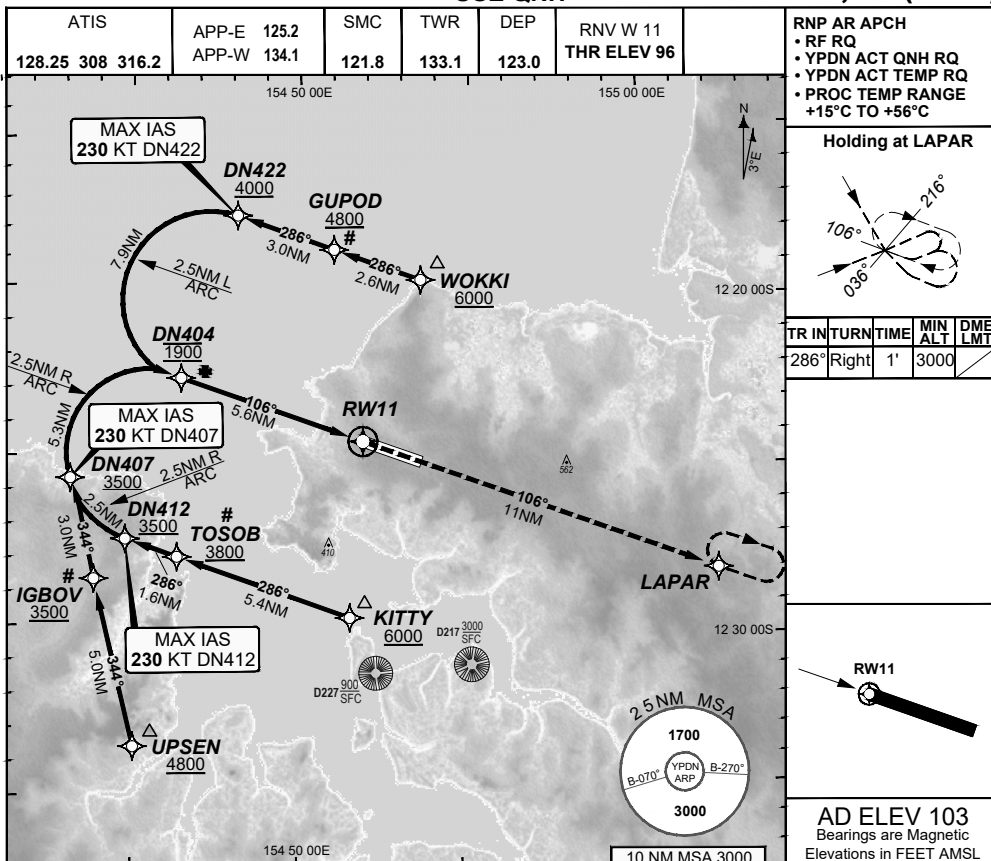 ATIS
128.25 308 316.2
APP-E 125.2
APP-W 134.1
SMC
121.8
TWR
133.1
DEP
123.0
RNV W 11
THR ELEV 96
RNP AR APCH
• RF RQ
• YPDN ACT QNH RQ
• YPDN ACT TEMP RQ
• PROC TEMP RANGE
+15°C TO +56°C
154 50 00E
155 00 00E
N
3°E
MAX IAS
230 KT DN422
DN422
4000
GUPOD
4800
#
286°
3.0NM
286°
2.6NM
WOKKI
6000
7.9NM
2.5NM L
ARC
12 20 00S
DN404
1900
2.5NM R
ARC
106°
5.6NM
RW11
5.3NM
MAX IAS
230 KT DN407
DN407
3500
2.5NM R
ARC
562
106°
11NM
2.5NM
DN412
3500
#
TOSOB
3800
410
LAPAR
344°
3.0NM
#
IGBOV
3500
286°
1.6NM
286°
5.4NM
KITTY
6000
12 30 00S
MAX IAS
230 KT DN412
D217 3000
SFC
D227 900
SFC
344°
5.0NM
UPSEN
4800
25NM MSA
1700
B-070°
YPDN
ARP
B-270°
3000
154 50 00E
10 NM MSA 3000
Holding at LAPAR
216°
106°
036°
TR IN TURN TIME MIN ALT DME LMT
286° Right 1' 3000
RW11
AD ELEV 103
Bearings are Magnetic
Elevations in FEET AMSL